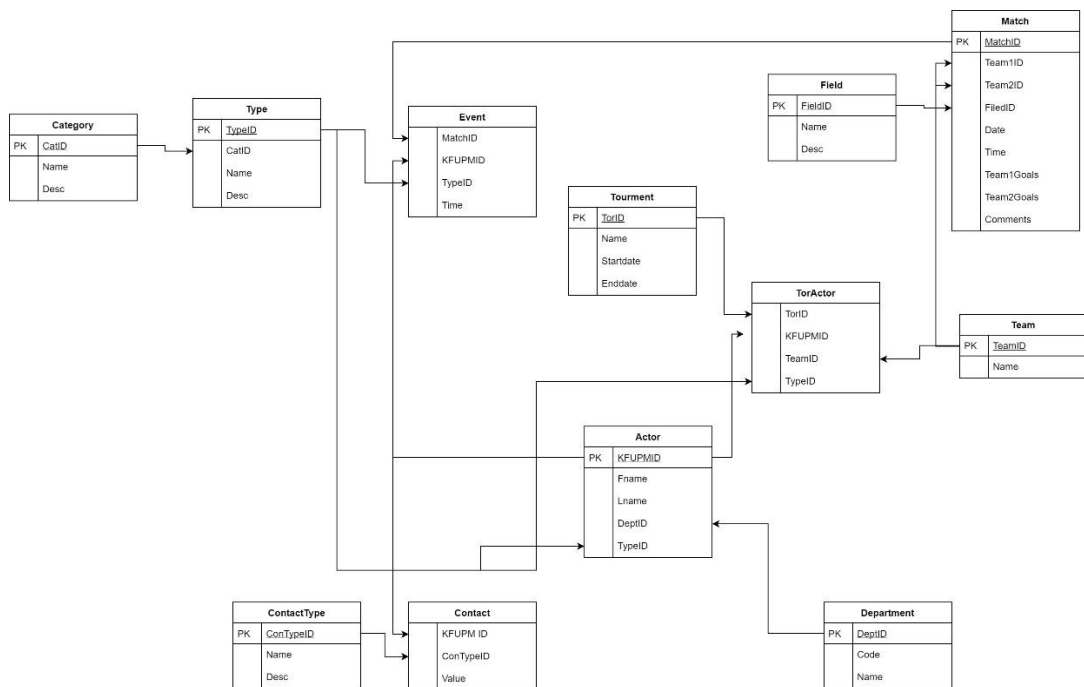 Match
PK MatchID
Team1ID
Team2ID
FiledID
Date
Time
Team1Goals
Team2Goals
Comments
Field
PK FieldID
Name
Desc
Type
PK TypeID
CatID
Name
Desc
Event
MatchID
KFUPMID
TypeID
Time
Category
PK CatID
Name
Desc
Tourment
PK TorID
Name
Startdate
Enddate
TorActor
TorID
KFUPMID
TeamID
TypeID
Team
PK TeamID
Name
Actor
PK KFUPMID
Fname
Lname
DeptID
TypeID
ContactType
PK ConTypeID
Name
Desc
Contact
KFUPM ID
ConTypeID
Value
Department
PK DeptID
Code
Name